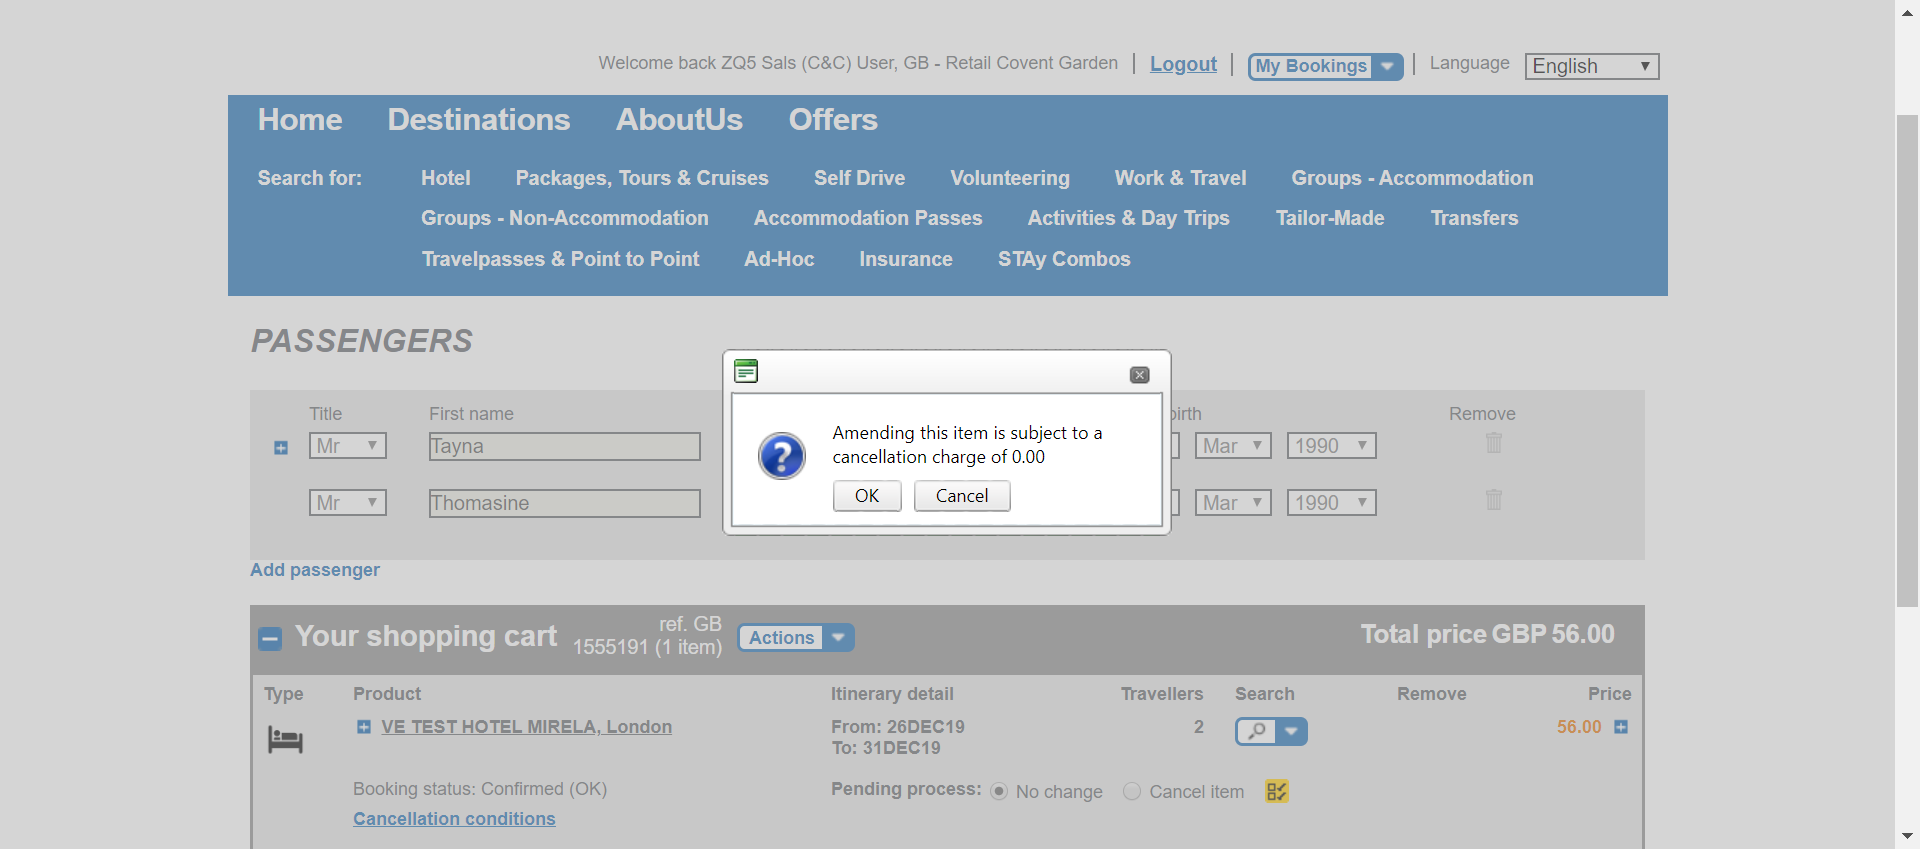 Welcome back ZQ5 Sals (C&C) User, GB - Retail Covent Garden Logout My Bookings Language English
Home Destinations AboutUs Offers
Search for: Hotel Packages, Tours & Cruises Self Drive Volunteering Work & Travel Groups - Accommodation
Groups - Non-Accommodation Accommodation Passes Activities & Day Trips Tailor-Made Transfers
Travelpasses & Point to Point Ad-Hoc Insurance STAy Combos
PASSENGERS
Title First name birth Remove
Mr Tayna Mar 1990
Mr Thomasine Mar 1990
Amending this item is subject to a
cancellation charge of 0.00
OK Cancel
Add passenger
Your shopping cart ref. GB
1555191 (1 item) Actions Total price GBP 56.00
Type Product Itinerary detail Travellers Search Remove Price
VE TEST HOTEL MIRELA, London From: 26DEC19 2 56.00
To: 31DEC19
Booking status: Confirmed (OK) Pending process: No change Cancel item
Cancellation conditions